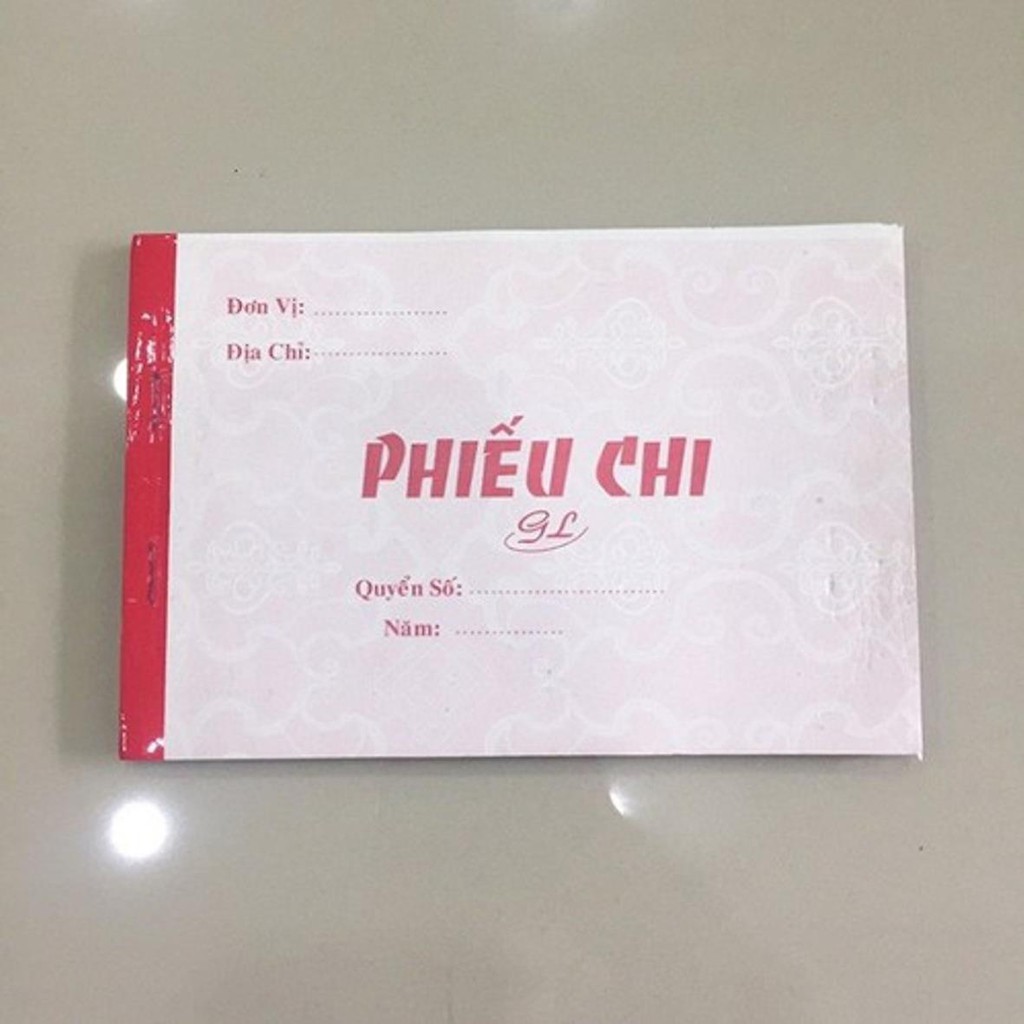 Đơn Vị: ......................
Địa Chỉ: ......................
PHIẾU CHI
GL
Quyển Số: ................................
Năm: ..................